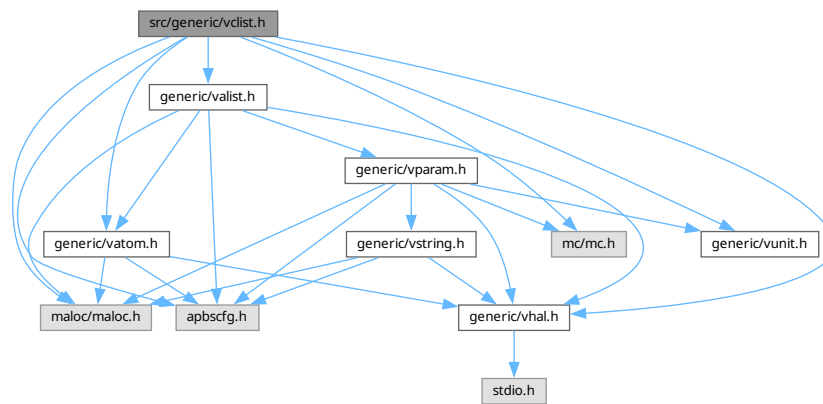 src/generic/vclist.h
generic/valist.h
generic/vparam.h
generic/vatom.h
generic/vstring.h
mc/mc.h
generic/vunit.h
maloc/maloc.h
apbscfg.h
generic/vhal.h
stdio.h